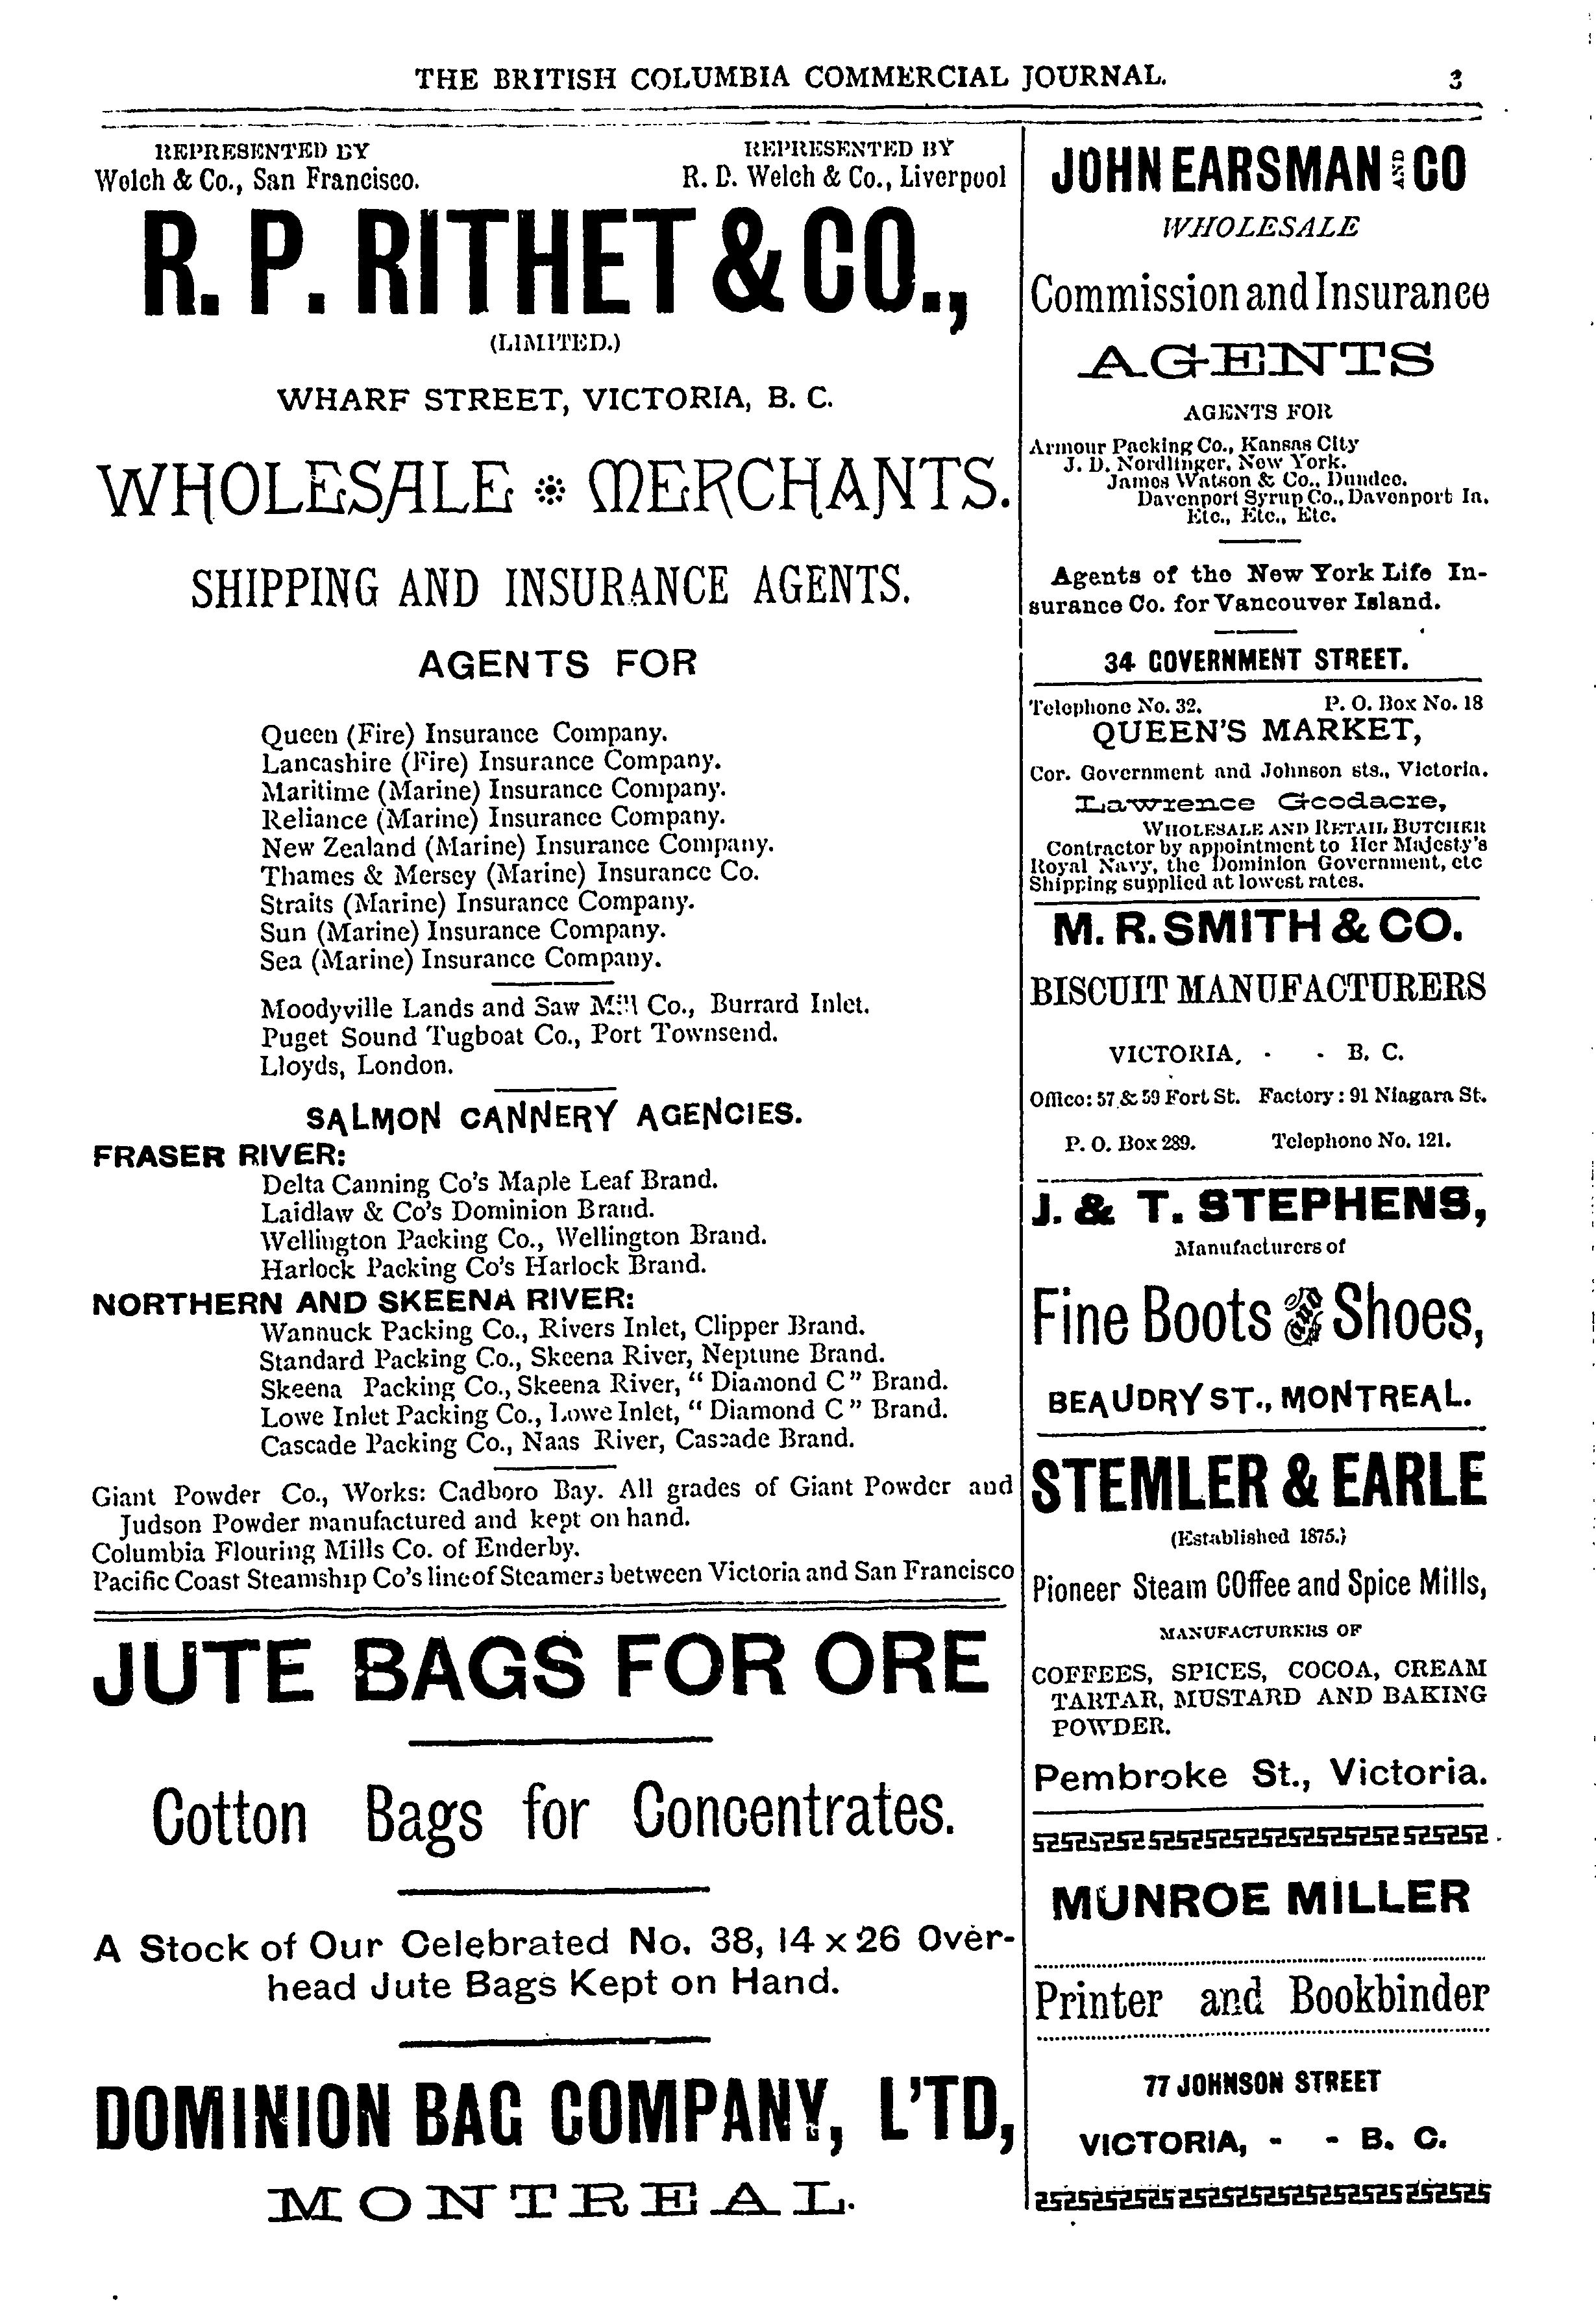 THE BRITISH COLUMBIA COMMERCIAL JOURNAL. 3
REPRESENTED BY
Welch & Co., San Francisco.
REPRESENTED BY
R. D. Welch & Co., Liverpool
R. P. RITHET & CO.,
(LIMITED.)
WHARF STREET, VICTORIA, B. C.
WHOLESALE MERCHANTS.
SHIPPING AND INSURANCE AGENTS.
AGENTS FOR
Queen (Fire) Insurance Company.
Lancashire (Fire) Insurance Company.
Maritime (Marine) Insurance Company.
Reliance (Marine) Insurance Company.
New Zealand (Marine) Insurance Company.
Thames & Mersey (Marine) Insurance Co.
Straits (Marine) Insurance Company.
Sun (Marine) Insurance Company.
Sea (Marine) Insurance Company.
Moodyville Lands and Saw Mill Co., Burrard Inlet.
Puget Sound Tugboat Co., Port Townsend.
Lloyds, London.
SALMON CANNERY AGENCIES.
FRASER RIVER:
Delta Canning Co's Maple Leaf Brand.
Laidlaw & Co's Dominion Brand.
Wellington Packing Co., Wellington Brand.
Harlock Packing Co's Harlock Brand.
NORTHERN AND SKEENA RIVER:
Wannuck Packing Co., Rivers Inlet, Clipper Brand.
Standard Packing Co., Skeena River, Neptune Brand.
Skeena Packing Co., Skeena River, " Diamond C" Brand.
Lowe Inlet Packing Co., Lowe Inlet, " Diamond C " Brand.
Cascade Packing Co., Naas River, Cascade Brand.
Giant Powder Co., Works: Cadboro Bay. All grades of Giant Powder and
Judson Powder manufactured and kept on hand.
Columbia Flouring Mills Co. of Enderby.
Pacific Coast Steamship Co's line of Steamers between Victoria and San Francisco
JUTE BAGS FOR ORE
Cotton Bags for Concentrates.
A Stock of Our Celebrated No. 38, 14 x 26 Over-
head Jute Bags Kept on Hand.
DOMINION BAG COMPANY, L'TD,
MONTREAL.
JOHN EARSMAN AND CO
WHOLESALE
Commission and Insurance
AGENTS
AGENTS FOR
Armour Packing Co., Kansas City
J. D. Nordlinger, New York.
James Watson & Co., Dundee.
Davenport Syrup Co., Davenport Ia.
Etc., Etc., Etc.
Agents of the New York Life In-
surance Co. for Vancouver Island.
34 GOVERNMENT STREET.
Telephone No. 32. P. O. Box No. 18
QUEEN'S MARKET,
Cor. Government and Johnson sts., Victoria.
Lawrence Goodacre,
WHOLESALE AND RETAIL BUTCHER
Contractor by appointment to Her Majesty's
Royal Navy, the Dominion Government, etc
Shipping supplied at lowest rates.
M. R. SMITH & CO.
BISCUIT MANUFACTURERS
VICTORIA, - - B. C.
Office: 57 & 59 Fort St. Factory: 91 Niagara St.
P. O. Box 289. Telephone No. 121.
J. & T. STEPHENS,
Manufacturers of
Fine Boots and Shoes,
BEAUDRY ST., MONTREAL.
STEMLER & EARLE
(Established 1875.)
Pioneer Steam COffee and Spice Mills,
MANUFACTURERS OF
COFFEES, SPICES, COCOA, CREAM
TARTAR, MUSTARD AND BAKING
POWDER.
Pembroke St., Victoria.
MUNROE MILLER
Printer and Bookbinder
77 JOHNSON STREET
VICTORIA, - - B. C.